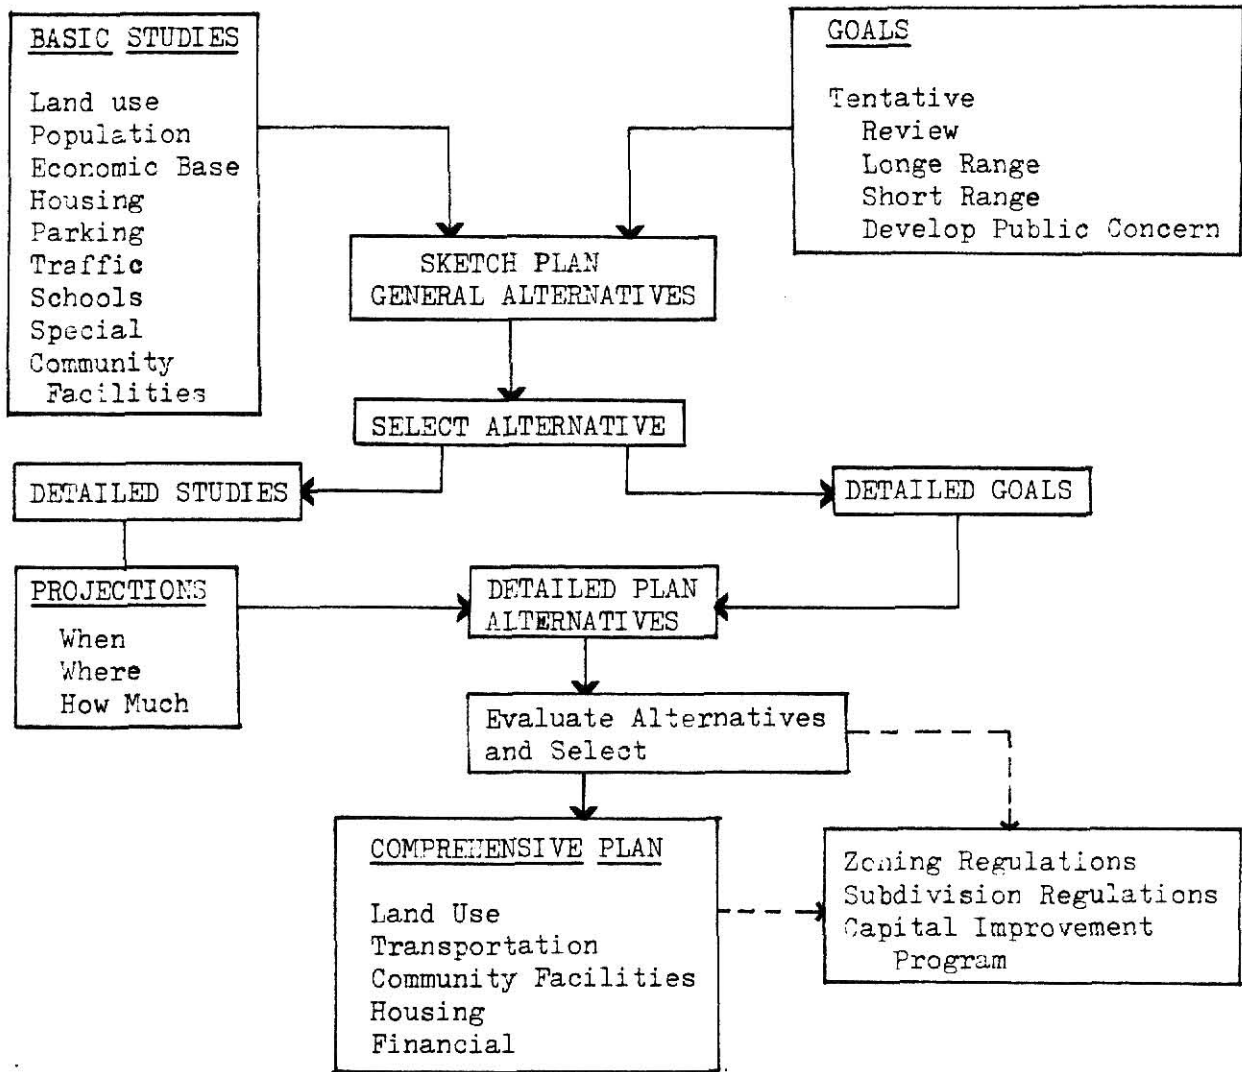 BASIC STUDIES
Land use
Population
Economic Base
Housing
Parking
Traffic
Schools
Special
Community
Facilities
GOALS
Tentative
Review
Longe Range
Short Range
Develop Public Concern
SKETCH PLAN
GENERAL ALTERNATIVES
SELECT ALTERNATIVE
DETAILED STUDIES
DETAILED GOALS
PROJECTIONS
When
Where
How Much
DETAILED PLAN
ALTERNATIVES
Evaluate Alternatives
and Select
COMPREHENSIVE PLAN
Land Use
Transportation
Community Facilities
Housing
Financial
Zoning Regulations
Subdivision Regulations
Capital Improvement
Program